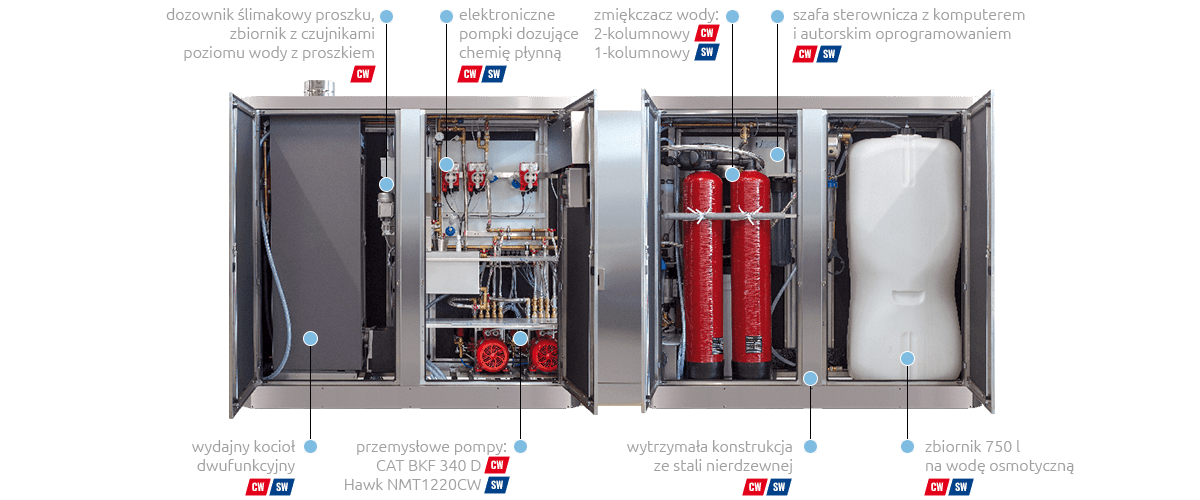 dozownik ślimakowy proszku,
zbiornik z czujnikami
poziomu wody z proszkiem
CW
elektroniczne
pompki dozujące
chemię płynną
CW SW
zmiękczacz wody:
2-kolumnowy CW
1-kolumnowy SW
szafa sterownicza z komputerem
i autorskim oprogramowaniem
CW SW
wydajny kocioł
dwufunkcyjny
CW SW
przemysłowe pompy:
CAT BKF 340 D CW
Hawk NMT1220CW SW
wytrzymała konstrukcja
ze stali nierdzewnej
CW SW
zbiornik 750 l
na wodę osmotyczną
CW SW